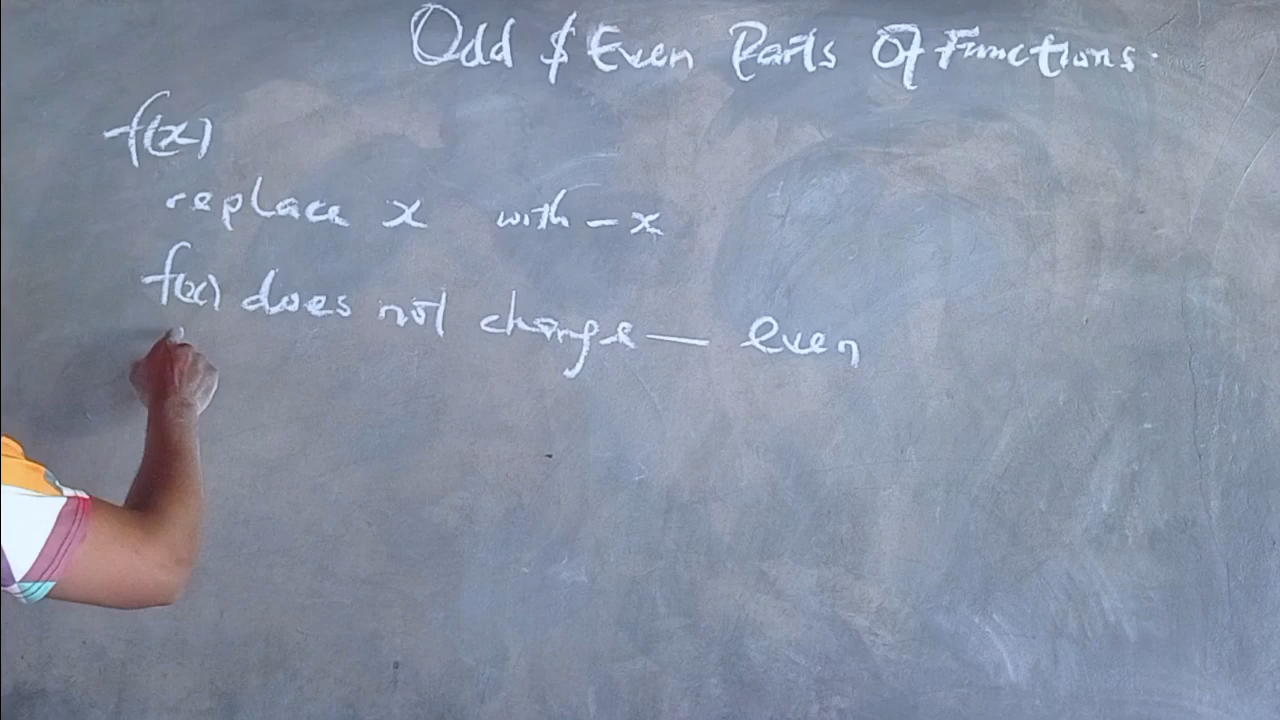 Odd $ Even Parts Of Functions.
f(x)
replace x with - x
f(x) does not change — even